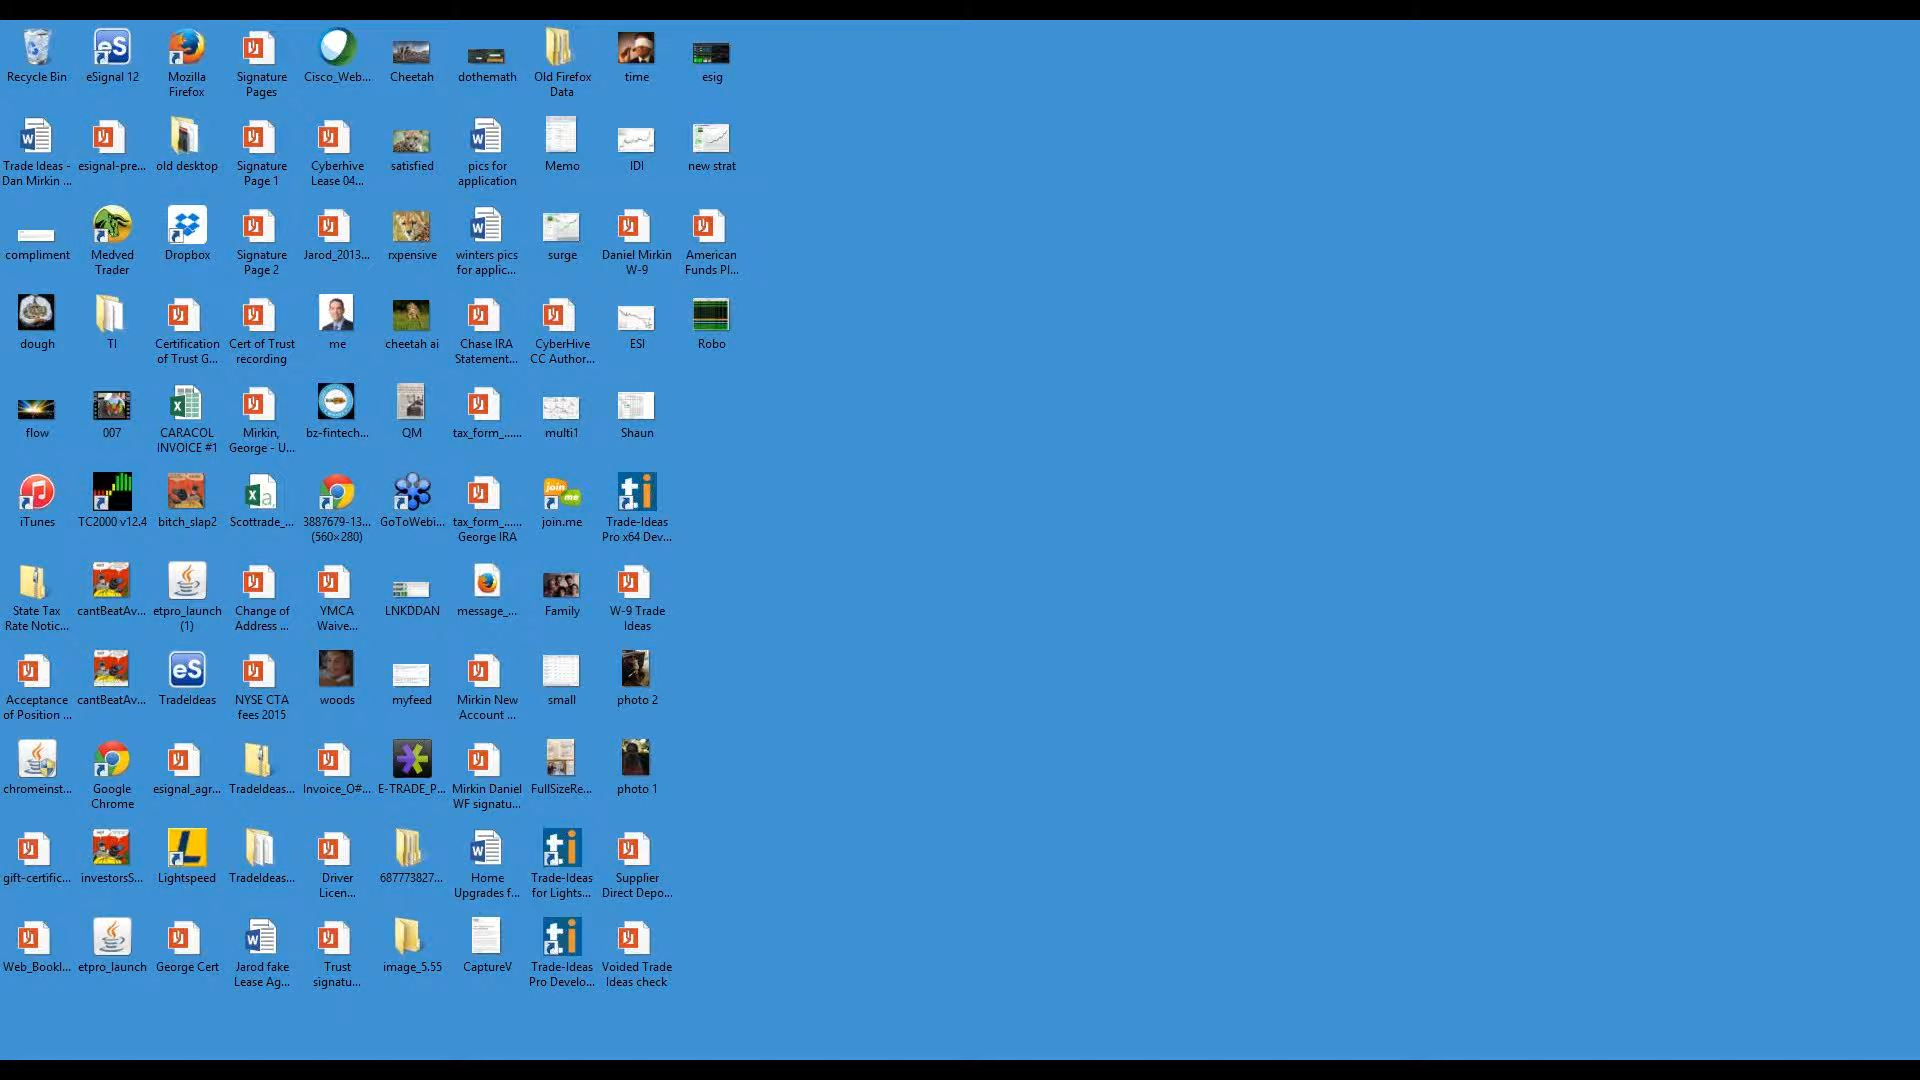 Recycle Bin
eSignal 12
Mozilla
Firefox
Signature
Pages
Cisco_Web...
Cheetah
dothemath
Old Firefox
Data
time
esig
Trade Ideas -
Dan Mirkin ...
esignal-pre...
old desktop
Signature
Page 1
Cyberhive
Lease 04...
satisfied
pics for
application
Memo
IDI
new strat
compliment
Medved
Trader
Dropbox
Signature
Page 2
Jarod_2013...
rxpensive
winters pics
for applic...
surge
Daniel Mirkin
W-9
American
Funds Pl...
dough
TI
Certification
of Trust G...
Cert of Trust
recording
me
cheetah ai
Chase IRA
Statement...
CyberHive
CC Author...
ESI
Robo
flow
007
CARACOL
INVOICE #1
Mirkin,
George - U...
bz-fintech...
QM
tax_form_......
multi1
Shaun
iTunes
TC2000 v12.4
bitch_slap2
Scottrade_...
3887679-13...
(560×280)
GoToWebi...
tax_form_......
George IRA
join.me
Trade-Ideas
Pro x64 Dev...
State Tax
Rate Notic...
cantBeatAv...
etpro_launch
(1)
Change of
Address ...
YMCA
Waive...
LNKDDAN
message_...
Family
W-9 Trade
Ideas
Acceptance
of Position ...
cantBeatAv...
TradeIdeas
NYSE CTA
fees 2015
woods
myfeed
Mirkin New
Account ...
small
photo 2
chromeinst...
Google
Chrome
esignal_agr...
TradeIdeas...
Invoice_O#...
E-TRADE_P...
Mirkin Daniel
WF signatu...
FullSizeRe...
photo 1
gift-certific...
investorsS...
Lightspeed
TradeIdeas...
Driver
Licen...
687773827...
Home
Upgrades f...
Trade-Ideas
for Lights...
Supplier
Direct Depo...
Web_Bookl...
etpro_launch
George Cert
Jarod fake
Lease Ag...
Trust
signatu...
image_5.55
CaptureV
Trade-Ideas
Pro Develo...
Voided Trade
Ideas check